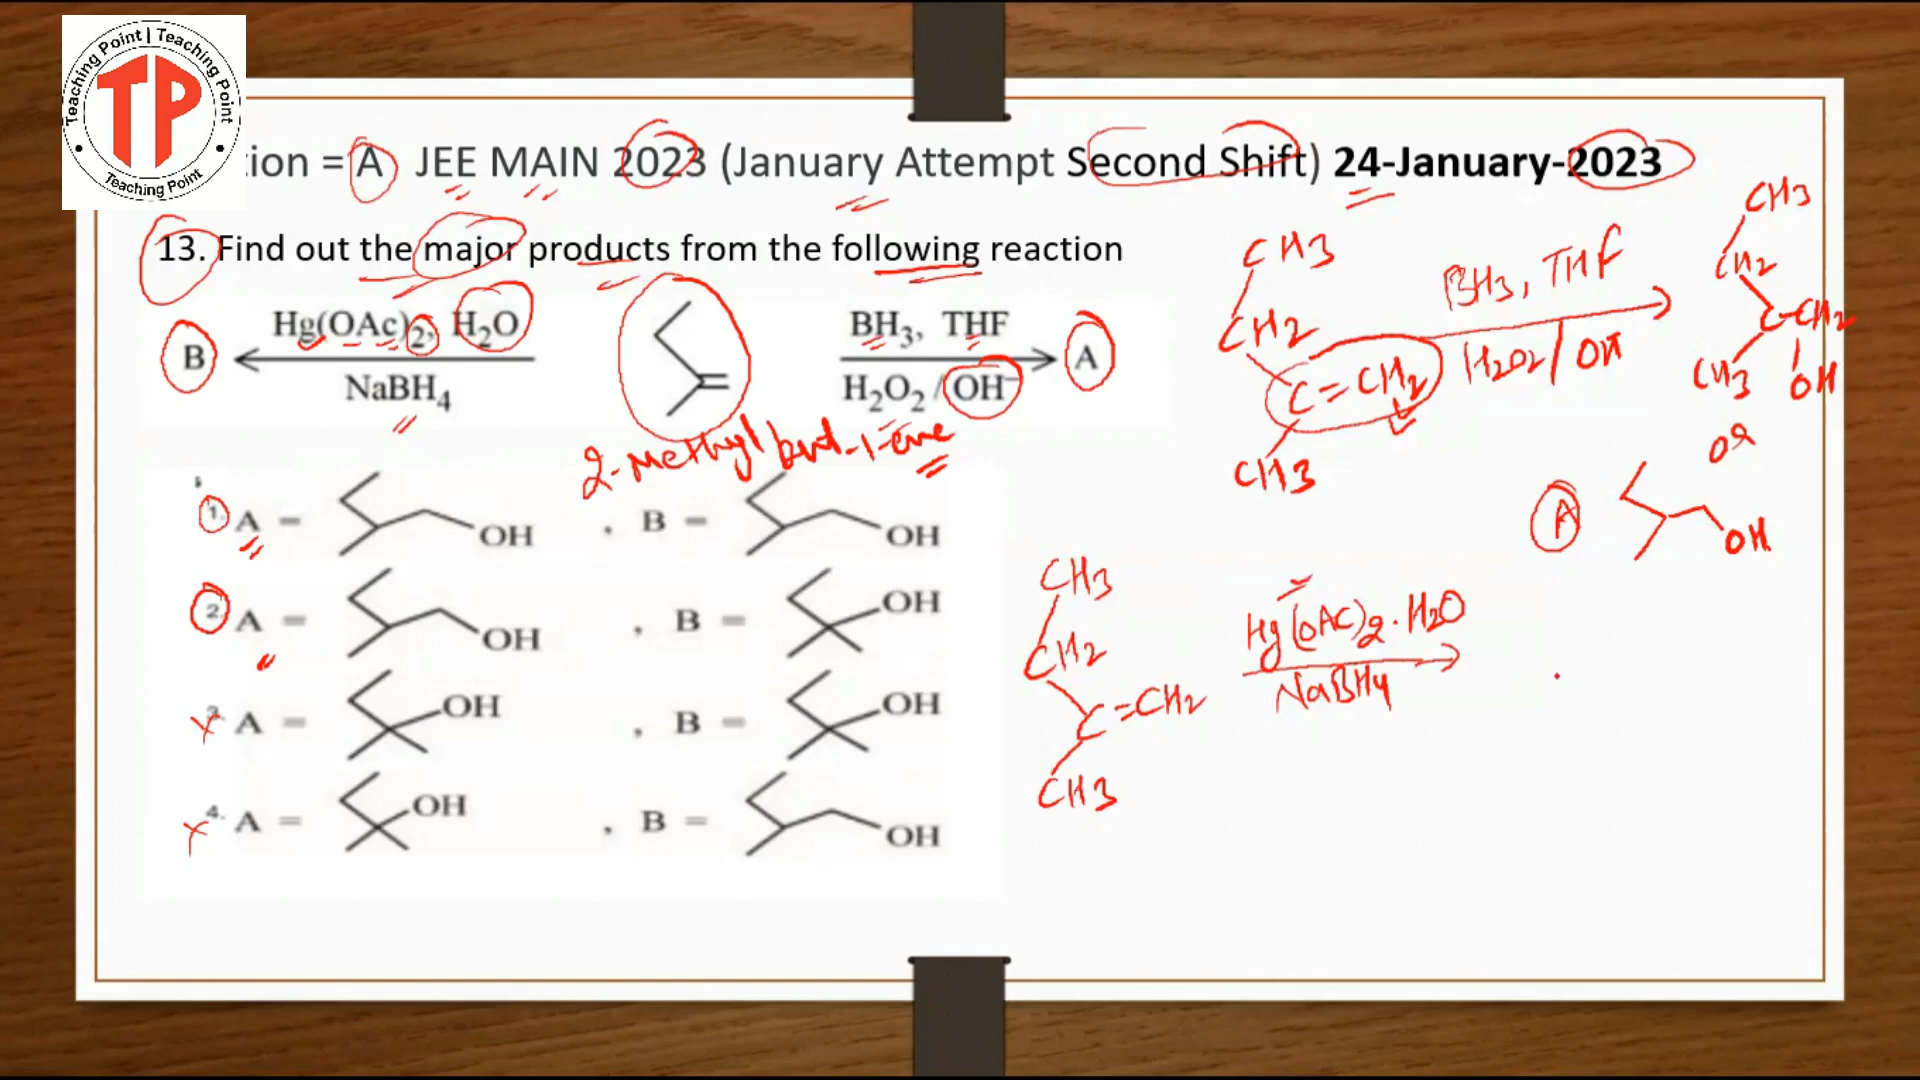 Teaching Point | Teaching Point
TP
Teaching Point
tion = A JEE MAIN 2023 (January Attempt Second Shift) 24-January-2023
13. Find out the major products from the following reaction
Hg(OAc)2, H2O
B
NaBH4
BH3, THF
A
H2O2 / OH−
2-Methyl but-1-ene
1. A = OH , B = OH
2. A = OH , B = OH
3. A = OH , B = OH
4. A = OH , B = OH
CH3
CH2
C=CH2
CH3
BH3, THF
H2O2/OH
CH3
CH2
C-CH2
CH3 OH
OR
A
OH
CH3
CH2
C=CH2
CH3
Hg(OAC)2.H2O
NaBH4